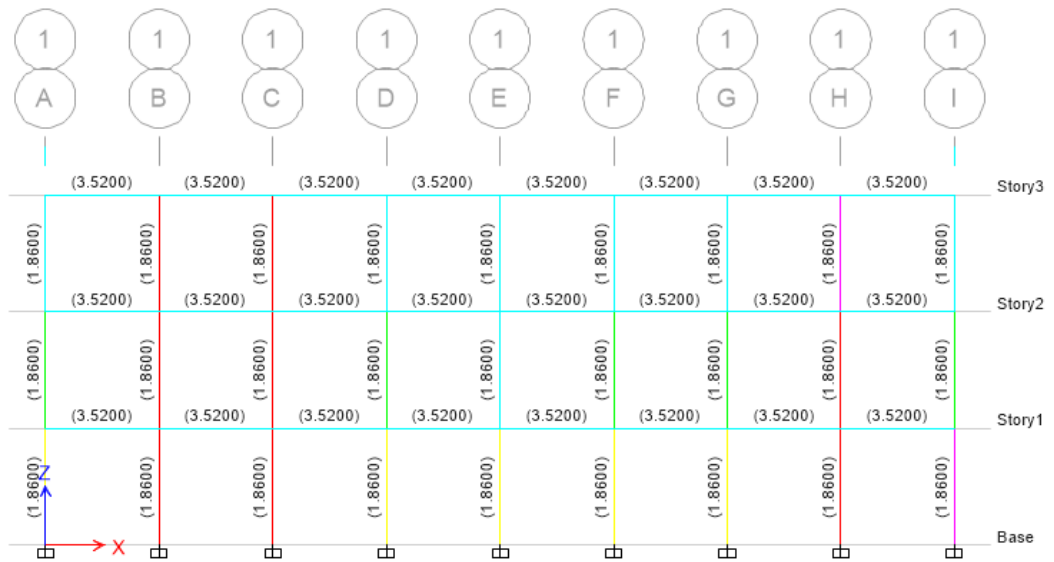 1 1 1 1 1 1 1 1 1
A B C D E F G H I
(3.5200) (3.5200) (3.5200) (3.5200) (3.5200) (3.5200) (3.5200) (3.5200)
Story3
(1.8600) (1.8600) (1.8600) (1.8600) (1.8600) (1.8600) (1.8600) (1.8600) (1.8600)
(3.5200) (3.5200) (3.5200) (3.5200) (3.5200) (3.5200) (3.5200) (3.5200)
Story2
(1.8600) (1.8600) (1.8600) (1.8600) (1.8600) (1.8600) (1.8600) (1.8600) (1.8600)
(3.5200) (3.5200) (3.5200) (3.5200) (3.5200) (3.5200) (3.5200) (3.5200)
Story1
(1.8600) (1.8600) (1.8600) (1.8600) (1.8600) (1.8600) (1.8600) (1.8600) (1.8600)
Z
X
Base